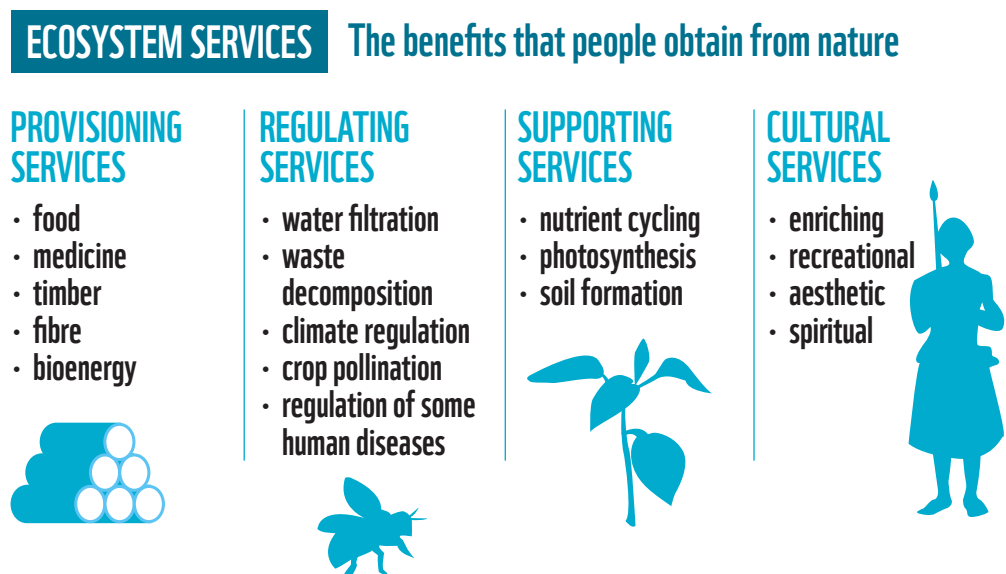 ECOSYSTEM SERVICES The benefits that people obtain from nature
PROVISIONING
SERVICES
· food
· medicine
· timber
· fibre
· bioenergy
REGULATING
SERVICES
· water filtration
· waste
decomposition
· climate regulation
· crop pollination
· regulation of some
human diseases
SUPPORTING
SERVICES
· nutrient cycling
· photosynthesis
· soil formation
CULTURAL
SERVICES
· enriching
· recreational
· aesthetic
· spiritual